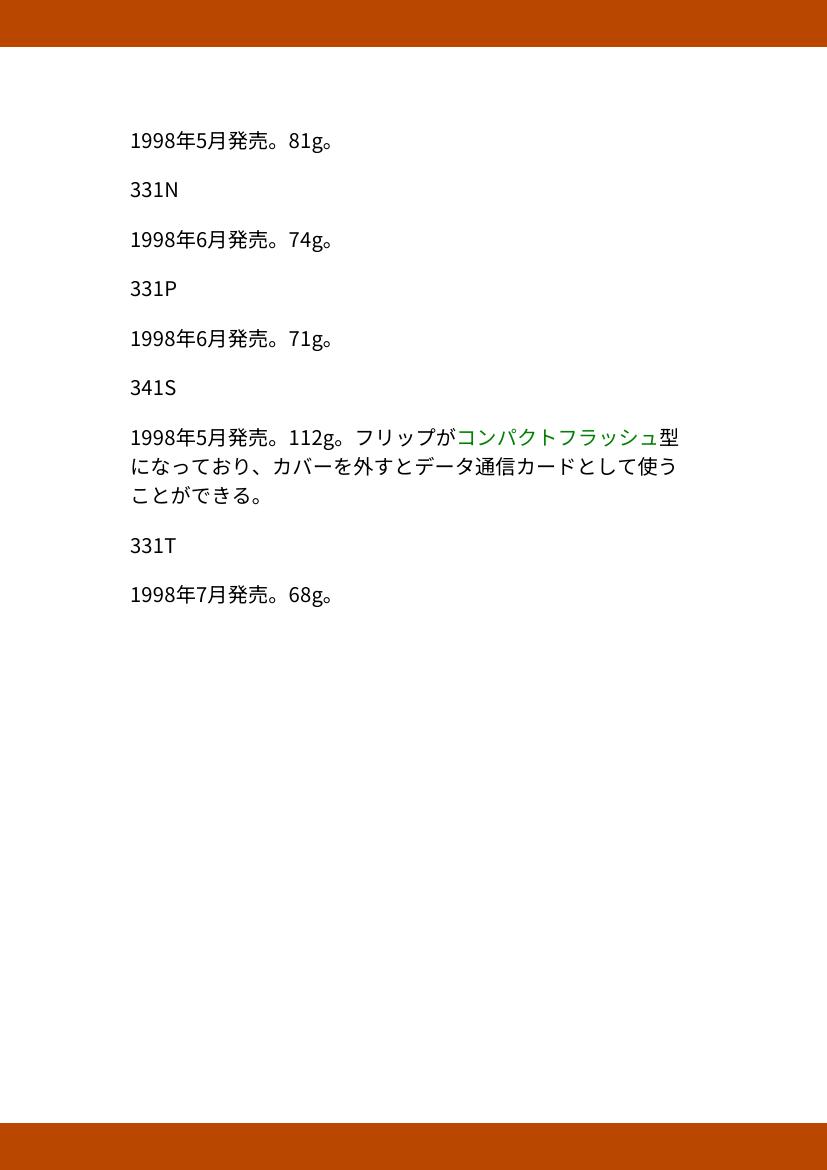 1998年5月発売。81g。
331N
1998年6月発売。74g。
331P
1998年6月発売。71g。
341S
1998年5月発売。112g。フリップがコンパクトフラッシュ型
になっており、カバーを外すとデータ通信カードとして使う
ことができる。
331T
1998年7月発売。68g。